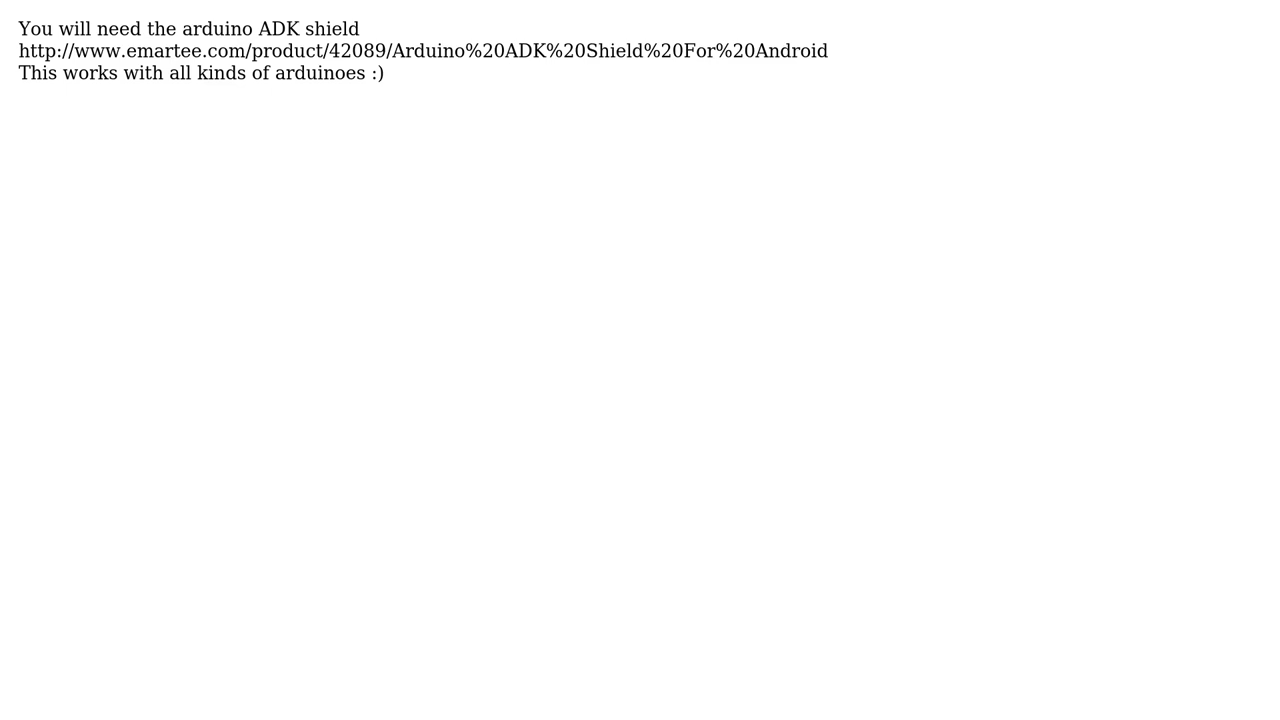 You will need the arduino ADK shield
http://www.emartee.com/product/42089/Arduino%20ADK%20Shield%20For%20Android
This works with all kinds of arduinoes :)